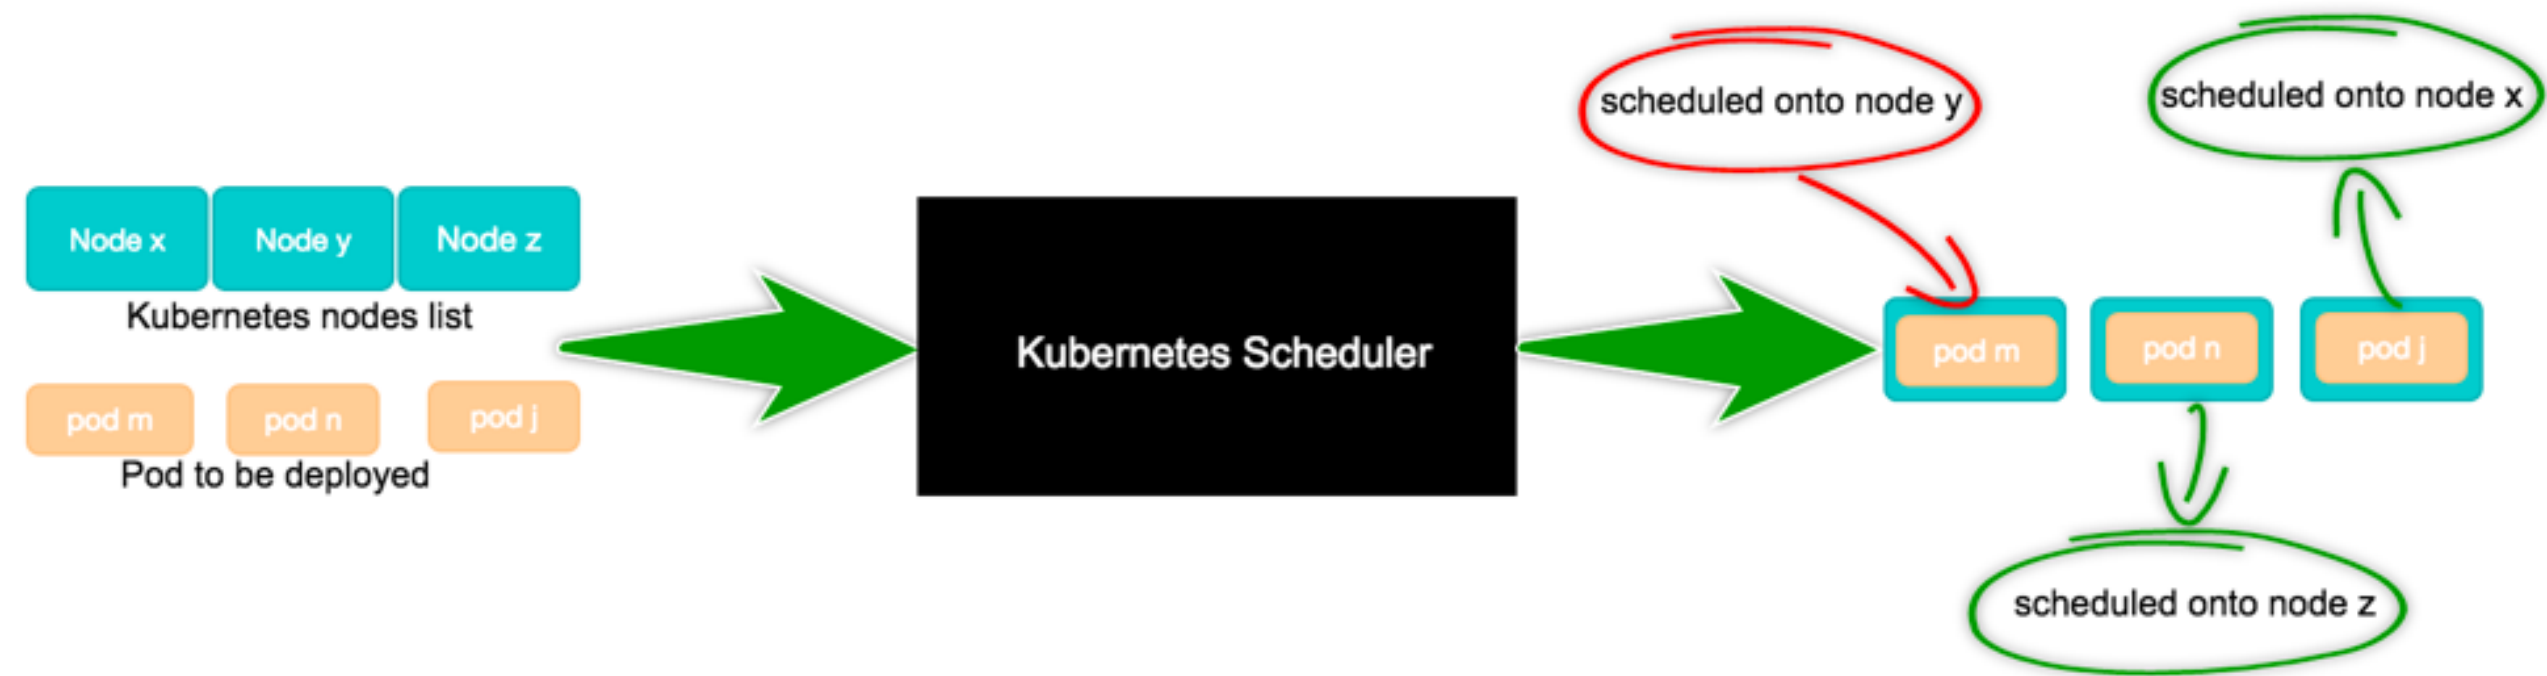 scheduled onto node y
scheduled onto node x
Node x
Node y
Node z
Kubernetes nodes list
pod m
pod n
pod j
Pod to be deployed
Kubernetes Scheduler
pod m
pod n
pod j
scheduled onto node z